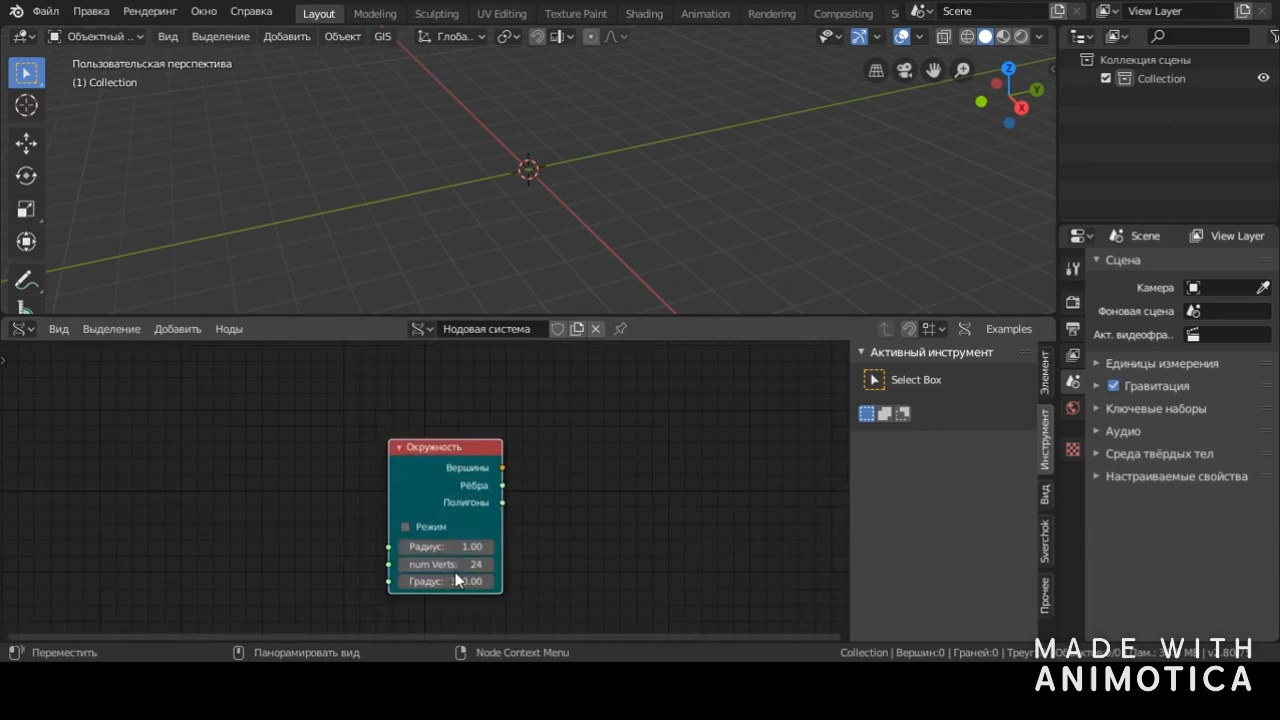 Файл Правка Рендеринг Окно Справка Layout Modeling Sculpting UV Editing Texture Paint Shading Animation Rendering Compositing Scene View Layer
Объектный .. Вид Выделение Добавить Объект GIS Глоба..
Пользовательская перспектива
(1) Collection
Z
Y
X
Коллекция сцены
Collection
Scene View Layer
Сцена
Камера
Фоновая сцена
Акт. видеофра..
Единицы измерения
Гравитация
Ключевые наборы
Аудио
Среда твёрдых тел
Настраиваемые свойства
Вид Выделение Добавить Ноды Нодовая система Examples
Активный инструмент
Select Box
Элемент
Инструмент
Вид
Sverchok
Прочее
Окружность
Вершины
Рёбра
Полигоны
Режим
Радиус: 1.00
num Verts: 24
Градус:
Переместить Панорамировать вид Node Context Menu Collection | Вершин:0 | Граней:0 |
MADE WITH
ANIMOTICA